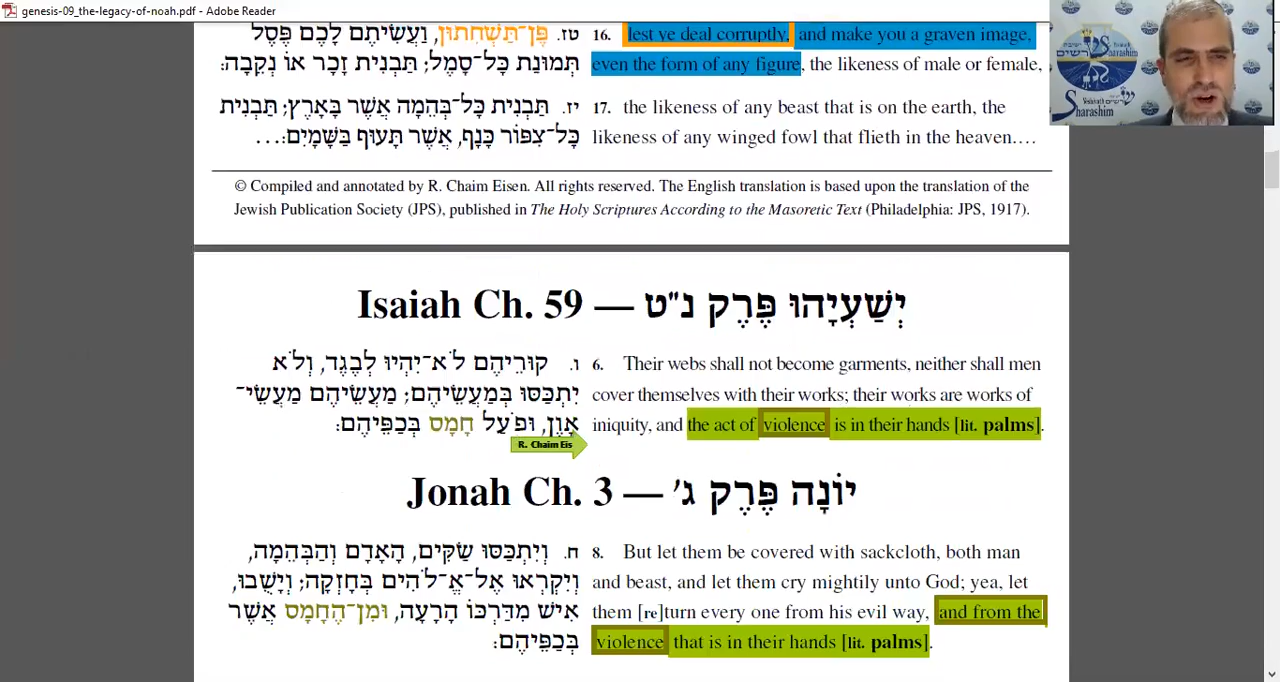 genesis-09_the-legacy-of-noah.pdf - Adobe Reader
טז. פֶּן־תַּשְׁחִתוּן, וַעֲשִׂיתֶם לָכֶם פֶּסֶל
תְּמוּנַת כָּל־סָמֶל; תַּבְנִית זָכָר אוֹ נְקֵבָה:
16. lest ye deal corruptly, and make you a graven image,
even the form of any figure, the likeness of male or female,
יז. תַּבְנִית כָּל־בְּהֵמָה אֲשֶׁר בָּאָרֶץ; תַּבְנִית
כָּל־צִפּוֹר כָּנָף, אֲשֶׁר תָּעוּף בַּשָּׁמָיִם:…
17. the likeness of any beast that is on the earth, the
likeness of any winged fowl that flieth in the heaven….
© Compiled and annotated by R. Chaim Eisen. All rights reserved. The English translation is based upon the translation of the
Jewish Publication Society (JPS), published in The Holy Scriptures According to the Masoretic Text (Philadelphia: JPS, 1917).
Isaiah Ch. 59 — יְשַׁעְיָהוּ פֶּרֶק נ"ט
ו. קוּרֵיהֶם לֹא־יִהְיוּ לְבֶגֶד, וְלֹא
יִתְכַּסּוּ בְּמַעֲשֵׂיהֶם; מַעֲשֵׂיהֶם מַעֲשֵׂי־
אָוֶן, וּפֹעַל חָמָס בְּכַפֵּיהֶם:
6. Their webs shall not become garments, neither shall men
cover themselves with their works; their works are works of
iniquity, and the act of violence is in their hands [lit. palms].
R. Chaim Eis
Jonah Ch. 3 — יוֹנָה פֶּרֶק ג׳
ח. וְיִתְכַּסּוּ שַׂקִּים, הָאָדָם וְהַבְּהֵמָה,
וְיִקְרְאוּ אֶל־אֱ־לֹהִים בְּחָזְקָה; וְיָשֻׁבוּ,
אִישׁ מִדַּרְכּוֹ הָרָעָה, וּמִן־הֶחָמָס אֲשֶׁר
בְּכַפֵּיהֶם:
8. But let them be covered with sackcloth, both man
and beast, and let them cry mightily unto God; yea, let
them [re]turn every one from his evil way, and from the
violence that is in their hands [lit. palms].
Sharashim
Yeshivath Sharashim